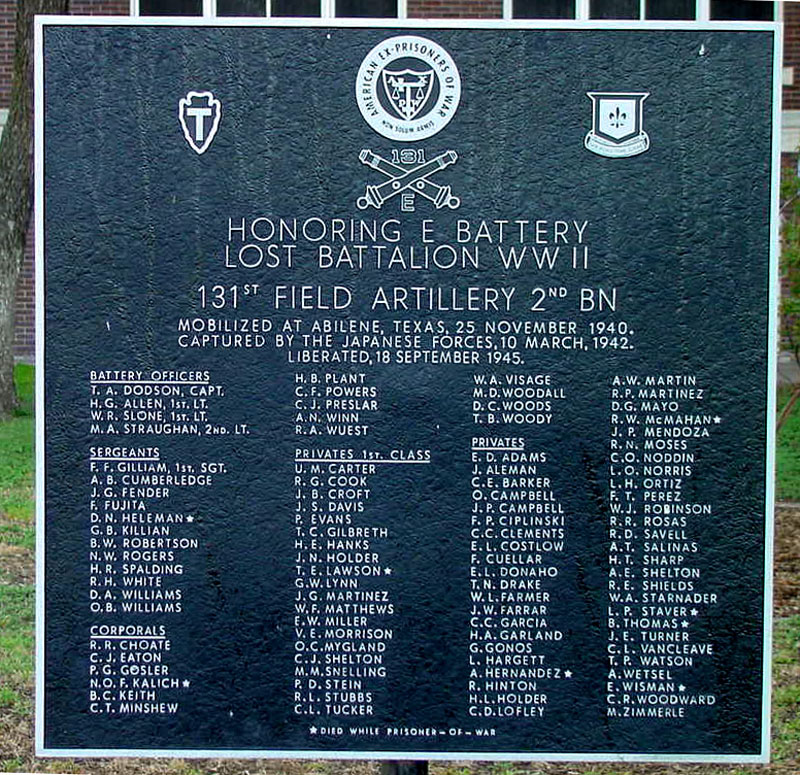 AMERICAN EX-PRISONERS OF WAR
NON SOLUM ARMIS
T
131
E
HONORING E BATTERY
LOST BATTALION WW II
131ST FIELD ARTILLERY 2ND BN
MOBILIZED AT ABILENE, TEXAS, 25 NOVEMBER 1940.
CAPTURED BY THE JAPANESE FORCES, 10 MARCH, 1942.
LIBERATED, 18 SEPTEMBER 1945.
BATTERY OFFICERS
T. A. DODSON, CAPT.
H. G. ALLEN, 1ST. LT.
W. R. SLONE, 1ST. LT.
M. A. STRAUGHAN, 2ND. LT.
SERGEANTS
F. F. GILLIAM, 1ST. SGT.
A. B. CUMBERLEDGE
J. G. FENDER
F. FUJITA
D. N. HELEMAN★
G. B. KILLIAN
B. W. ROBERTSON
N. W. ROGERS
H. R. SPALDING
R. H. WHITE
D. A. WILLIAMS
O. B. WILLIAMS
CORPORALS
R. R. CHOATE
C. J. EATON
P. G. GOSLER
N. O. F. KALICH★
B. C. KEITH
C. T. MINSHEW
H. B. PLANT
C. F. POWERS
C. J. PRESLAR
A. N. WINN
R. A. WUEST
PRIVATES 1ST CLASS
U. M. CARTER
R. G. COOK
J. B. CROFT
J. S. DAVIS
P. EVANS
T. C. GILBRETH
H. E. HANKS
J. N. HOLDER
T. E. LAWSON★
G. W. LYNN
J. G. MARTINEZ
W. F. MATTHEWS
E. W. MILLER
V. E. MORRISON
O. C. MYGLAND
C. J. SHELTON
M. M. SNELLING
P. D. STEIN
R. L. STUBBS
C. L. TUCKER
W. A. VISAGE
M. D. WOODALL
D. C. WOODS
T. B. WOODY
PRIVATES
E. D. ADAMS
J. ALEMAN
C. E. BARKER
O. CAMPBELL
J. P. CAMPBELL
F. P. CIPLINSKI
C. C. CLEMENTS
E. L. COSTLOW
F. CUELLAR
E. L. DONAHO
T. N. DRAKE
W. L. FARMER
J. W. FARRAR
C. C. GARCIA
H. A. GARLAND
G. GONOS
L. HARGETT
A. HERNANDEZ★
R. HINTON
H. L. HOLDER
C. D. LOFLEY
A. W. MARTIN
R. P. MARTINEZ
D. G. MAYO
R. W. McMAHAN★
J. P. MENDOZA
R. N. MOSES
C. O. NODDIN
L. O. NORRIS
L. H. ORTIZ
F. T. PEREZ
W. J. ROBINSON
R. R. ROSAS
R. D. SAVELL
A. T. SALINAS
H. T. SHARP
A. E. SHELTON
R. E. SHIELDS
W. A. STARNADER
L. P. STAVER★
B. THOMAS★
J. E. TURNER
C. L. VANCLEAVE
T. P. WATSON
A. WETSEL
E. WISMAN★
C. R. WOODWARD
M. ZIMMERLE
★DIED WHILE PRISONER-OF-WAR